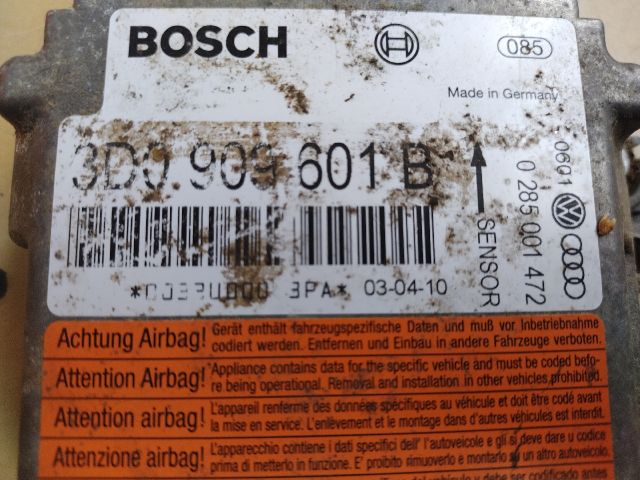 BOSCH
085
Made in Germany
3D0 909 601 B
SENSOR
0 285 001 472
0601
3PA* 03-04-10
Achtung Airbag! Gerät enthält fahrzeugspezifische Daten und muß vor Inbetriebnahme
codiert werden. Entfernen und Einbau in andere Fahrzeuge verboten.
Attention Airbag! Appliance contains data for the specific vehicle and must be coded befo-
re being operational. Removal and installation in other vehicles prohibited.
Attention airbag! L'appareil renferme des données spécifiques au véhicule et doit être codé avant
la mise en service. L'enlèvement et le montage dans d'autres véhicules est interdit.
Attenzione airbag! L'apparecchio contiene i dati specifici dell'autoveicolo e gli si deve dare u codice
prima di metterlo in funzione. E' proibito rimuoverlo e montarlo su un altro autoveicolo.